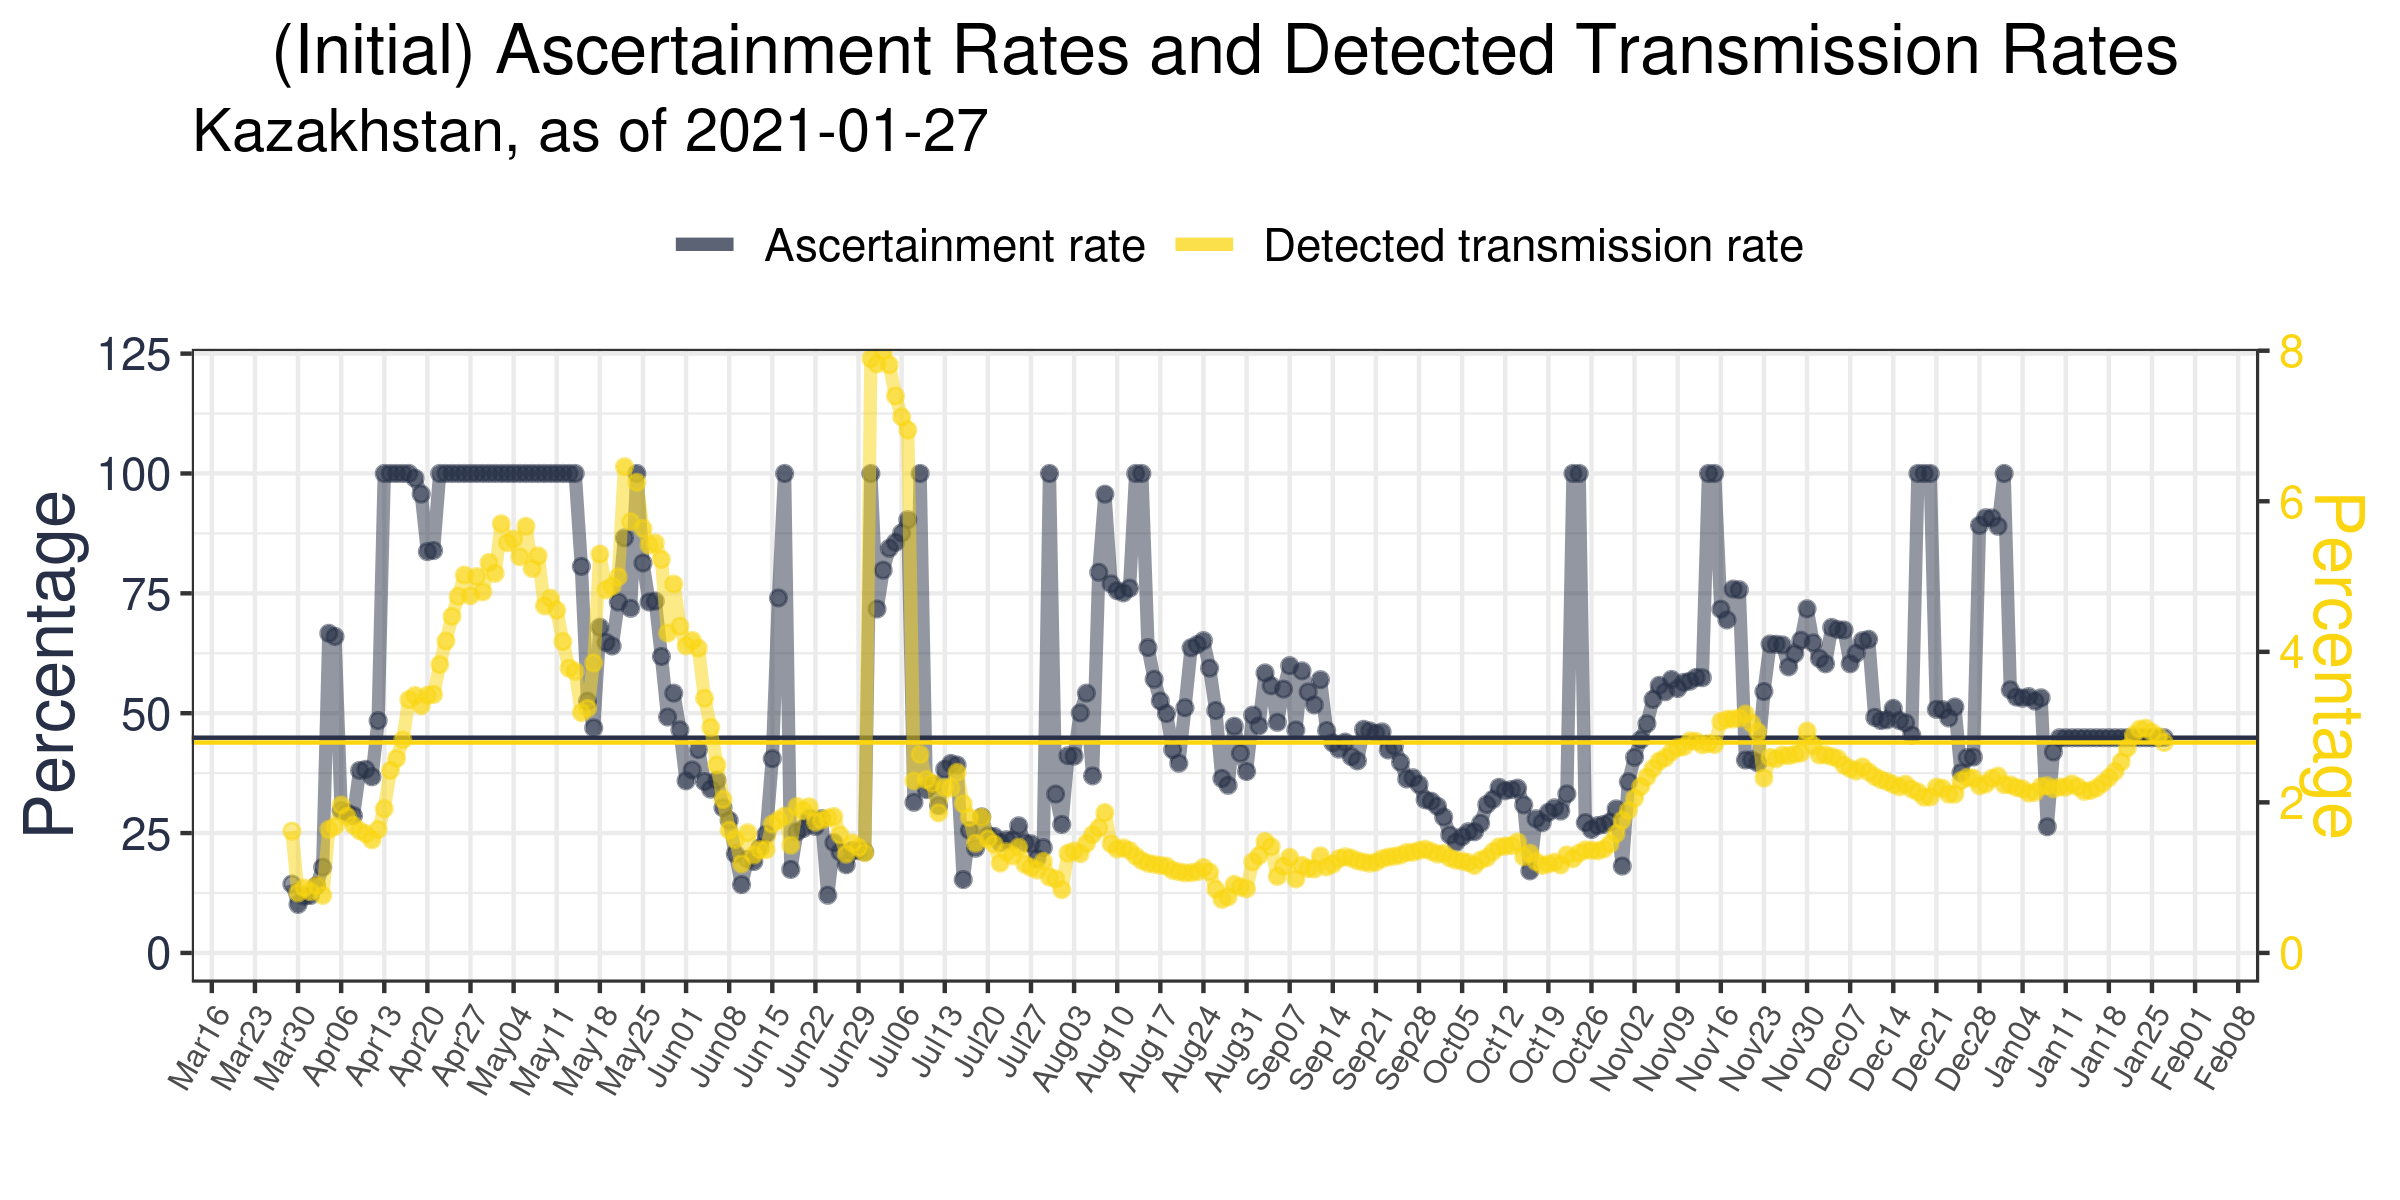 (Initial) Ascertainment Rates and Detected Transmission Rates
Kazakhstan, as of 2021-01-27
Ascertainment rate
Detected transmission rate
Percentage
125
100
75
50
25
0
8
6
4
2
0
Percentage
Mar16
Mar23
Mar30
Apr06
Apr13
Apr20
Apr27
May04
May11
May18
May25
Jun01
Jun08
Jun15
Jun22
Jun29
Jul06
Jul13
Jul20
Jul27
Aug03
Aug10
Aug17
Aug24
Aug31
Sep07
Sep14
Sep21
Sep28
Oct05
Oct12
Oct19
Oct26
Nov02
Nov09
Nov16
Nov23
Nov30
Dec07
Dec14
Dec21
Dec28
Jan04
Jan11
Jan18
Jan25
Feb01
Feb08